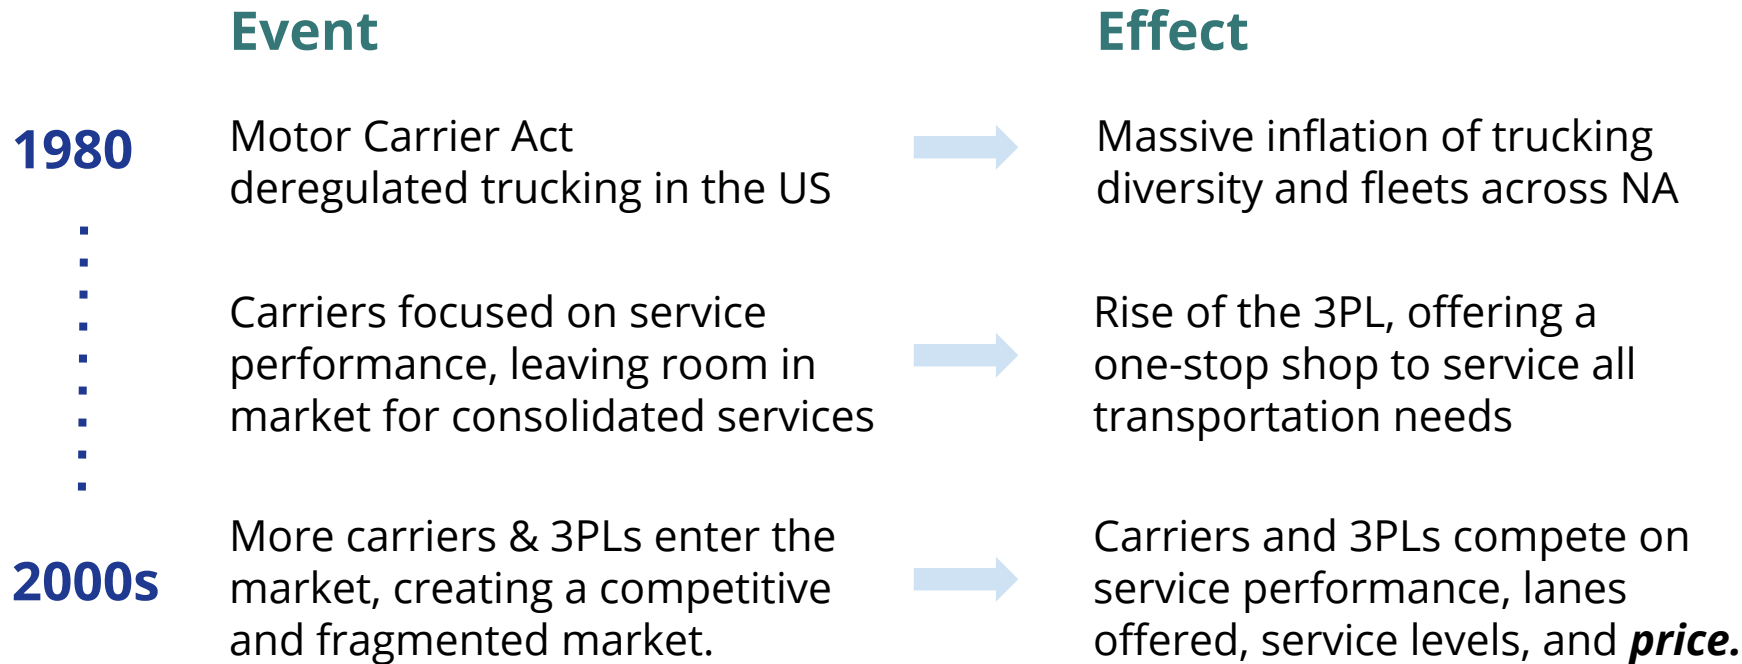 Event
Effect
1980
Motor Carrier Act
deregulated trucking in the US
Massive inflation of trucking
diversity and fleets across NA
Carriers focused on service
performance, leaving room in
market for consolidated services
Rise of the 3PL, offering a
one-stop shop to service all
transportation needs
2000s
More carriers & 3PLs enter the
market, creating a competitive
and fragmented market.
Carriers and 3PLs compete on
service performance, lanes
offered, service levels, and price.